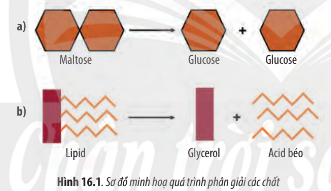 a)
+
Maltose Glucose Glucose
b)
+
Lipid Glycerol Acid béo
Hình 16.1. Sơ đồ minh hoạ quá trình phân giải các chất